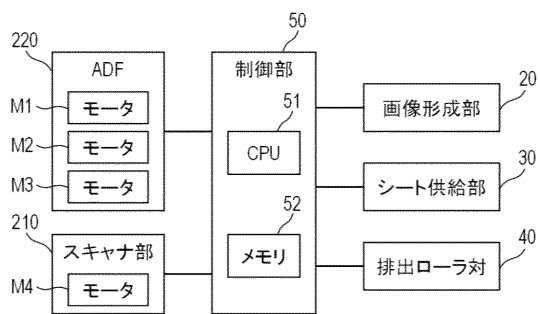 220
ADF
M1
モータ
M2
モータ
M3
モータ
210
スキャナ部
M4
モータ
50
制御部
51
CPU
52
メモリ
20
画像形成部
30
シート供給部
40
排出ローラ対